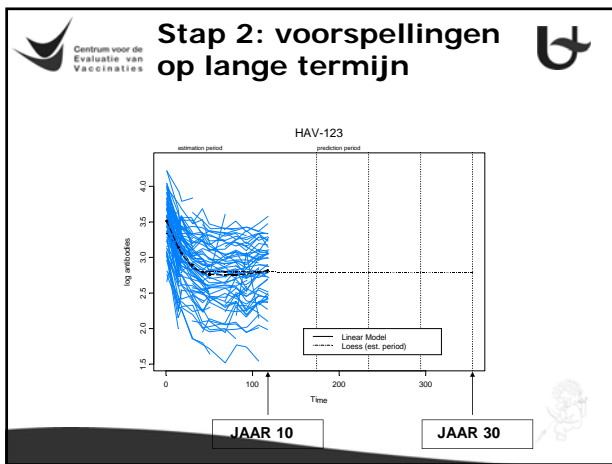 Centrum voor de
Evaluatie van
Vaccinaties
Stap 2: voorspellingen
op lange termijn
HAV-123
estimation period
prediction period
log antibodies
4.0
3.5
3.0
2.5
2.0
1.5
Linear Model
Loess (est. period)
0
100
200
300
Time
JAAR 10
JAAR 30